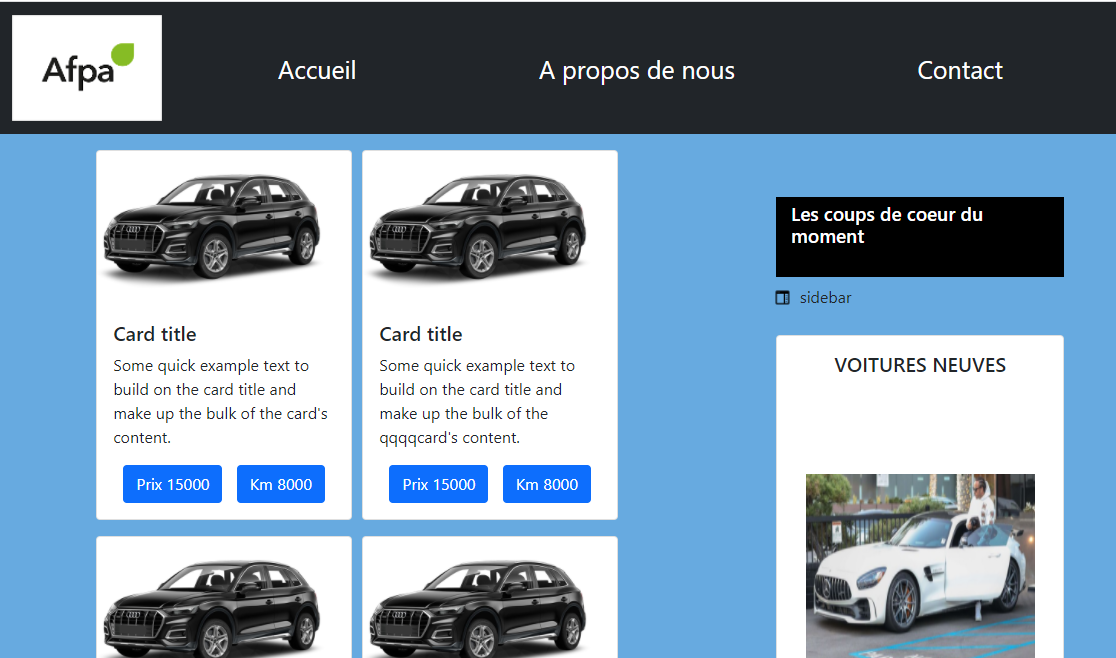 Afpa
Accueil
A propos de nous
Contact
Card title
Some quick example text to
build on the card title and
make up the bulk of the card's
content.
Prix 15000
Km 8000
Card title
Some quick example text to
build on the card title and
make up the bulk of the
qqqqcard's content.
Prix 15000
Km 8000
Les coups de coeur du
moment
sidebar
VOITURES NEUVES